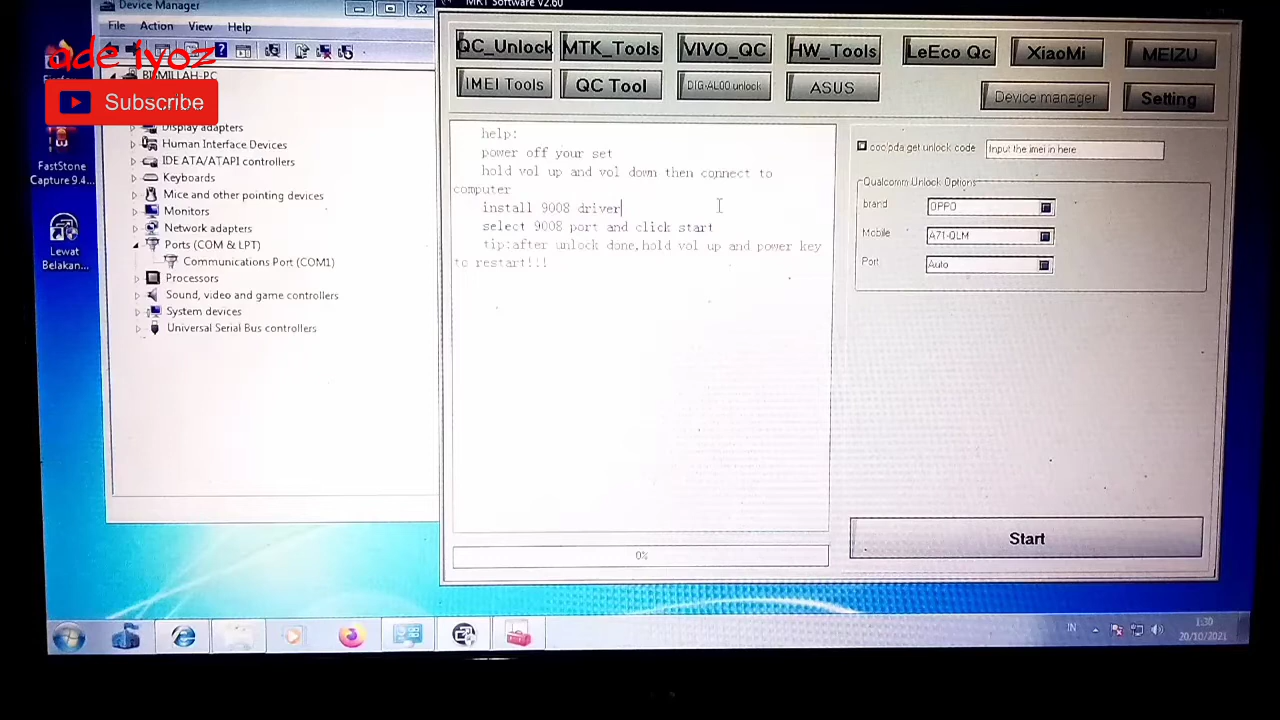 Device Manager
File Action View Help
ade iyoz
Subscribe
BISMILLAH-PC
Display adapters
Human Interface Devices
IDE ATA/ATAPI controllers
Keyboards
Mice and other pointing devices
Monitors
Network adapters
Ports (COM & LPT)
Communications Port (COM1)
Processors
Sound, video and game controllers
System devices
Universal Serial Bus controllers
FastStone
Capture 9.4...
Lewat
Belakan...
MRT Software v2.60
QC_Unlock MTK_Tools VIVO_QC HW_Tools LeEco Qc XiaoMi MEIZU
IMEI Tools QC Tool DIG-AL00 unlock ASUS Device manager Setting
help:
power off your set
hold vol up and vol down then connect to
computer
install 9008 driver
select 9008 port and click start
tip:after unlock done,hold vol up and power key
to restart!!!
0%
coolpda get unlock code Input the imei in here
Qualcomm Unlock Options
brand OPPO
Mobile A71-QLM
Port Auto
Start
IN
1:30
20/10/2021